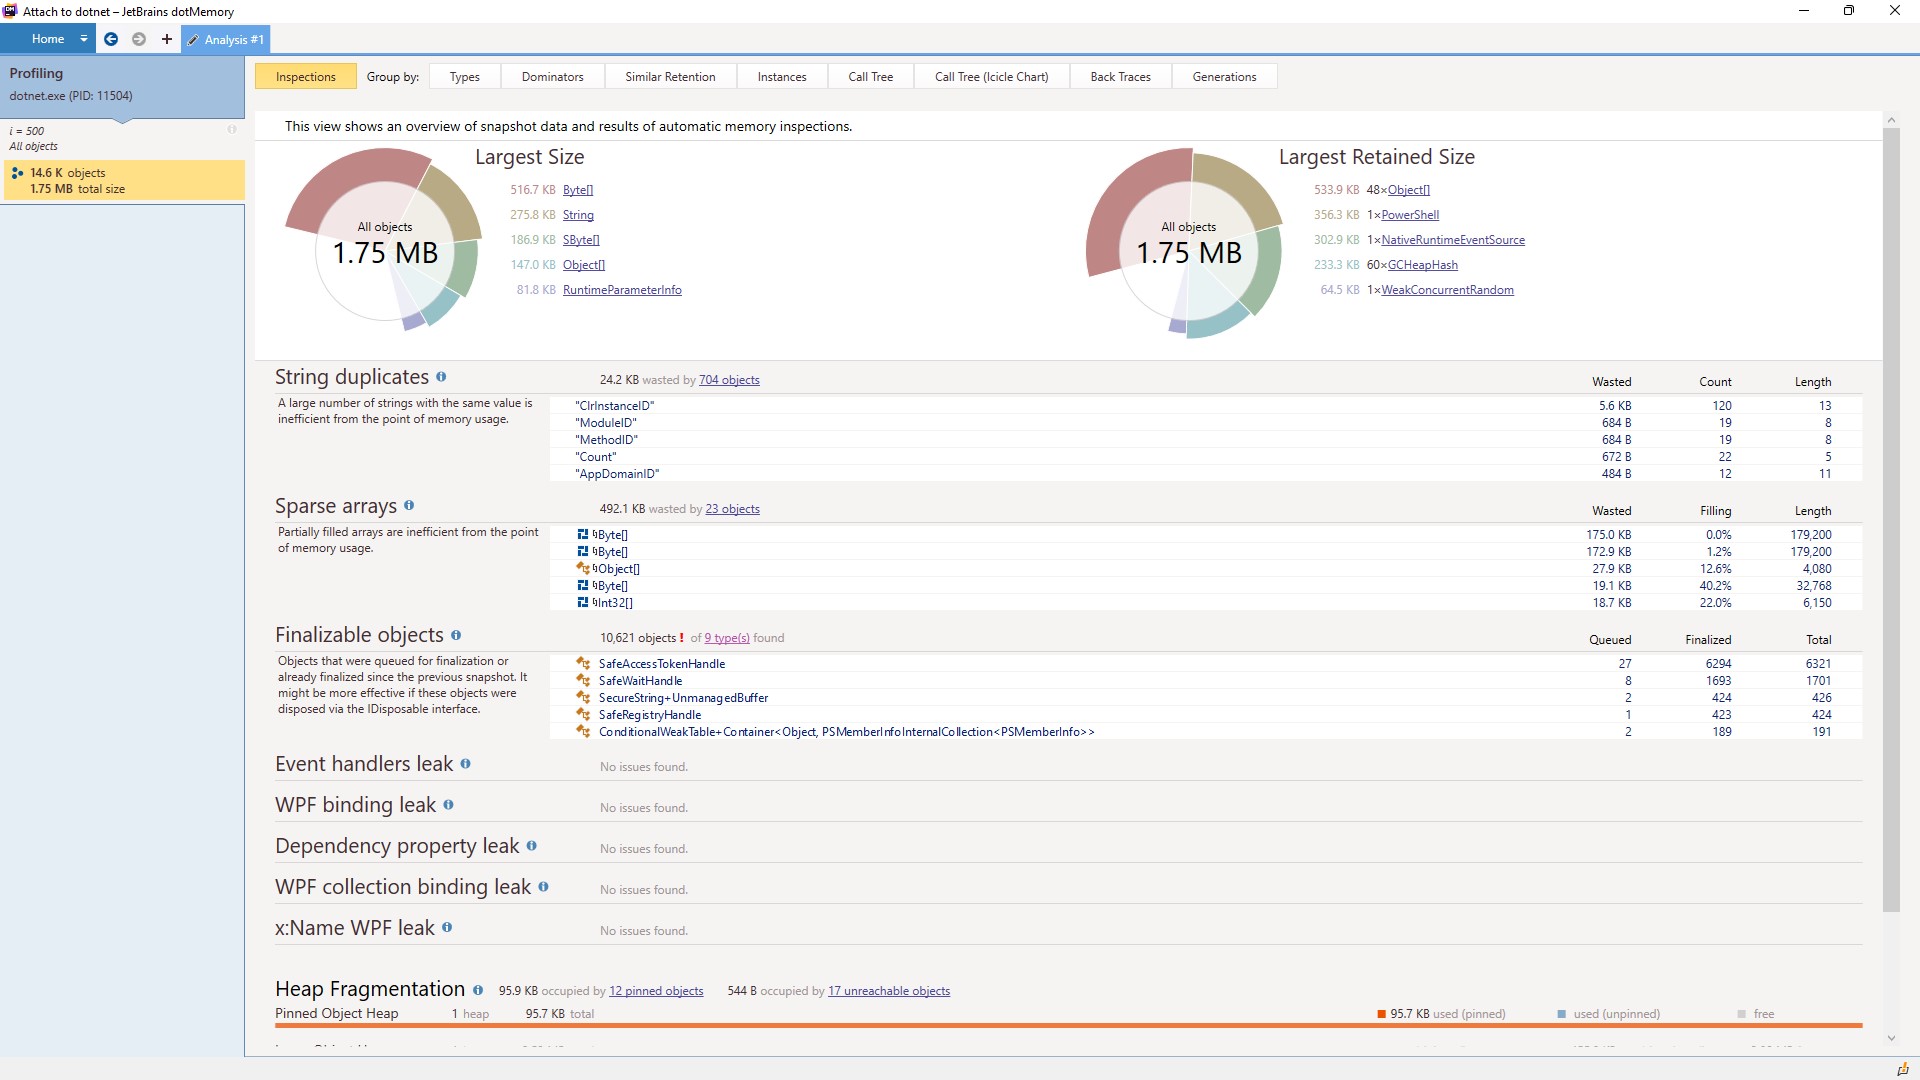 Attach to dotnet – JetBrains dotMemory
Home
Analysis #1
Profiling
dotnet.exe (PID: 11504)
i = 500
All objects
14.6 K objects
1.75 MB total size
Inspections Group by: Types Dominators Similar Retention Instances Call Tree Call Tree (Icicle Chart) Back Traces Generations
This view shows an overview of snapshot data and results of automatic memory inspections.
All objects
1.75 MB
Largest Size
516.7 KB Byte[]
275.8 KB String
186.9 KB SByte[]
147.0 KB Object[]
81.8 KB RuntimeParameterInfo
All objects
1.75 MB
Largest Retained Size
533.9 KB 48×Object[]
356.3 KB 1×PowerShell
302.9 KB 1×NativeRuntimeEventSource
233.3 KB 60×GCHeapHash
64.5 KB 1×WeakConcurrentRandom
String duplicates 24.2 KB wasted by 704 objects Wasted Count Length
A large number of strings with the same value is
inefficient from the point of memory usage.
"ClrInstanceID" 5.6 KB 120 13
"ModuleID" 684 B 19 8
"MethodID" 684 B 19 8
"Count" 672 B 22 5
"AppDomainID" 484 B 12 11
Sparse arrays 492.1 KB wasted by 23 objects Wasted Filling Length
Partially filled arrays are inefficient from the point
of memory usage.
Byte[] 175.0 KB 0.0% 179,200
Byte[] 172.9 KB 1.2% 179,200
Object[] 27.9 KB 12.6% 4,080
Byte[] 19.1 KB 40.2% 32,768
Int32[] 18.7 KB 22.0% 6,150
Finalizable objects 10,621 objects ! of 9 type(s) found Queued Finalized Total
Objects that were queued for finalization or
already finalized since the previous snapshot. It
might be more effective if these objects were
disposed via the IDisposable interface.
SafeAccessTokenHandle 27 6294 6321
SafeWaitHandle 8 1693 1701
SecureString+UnmanagedBuffer 2 424 426
SafeRegistryHandle 1 423 424
ConditionalWeakTable+Container<Object, PSMemberInfoInternalCollection<PSMemberInfo>> 2 189 191
Event handlers leak No issues found.
WPF binding leak No issues found.
Dependency property leak No issues found.
WPF collection binding leak No issues found.
x:Name WPF leak No issues found.
Heap Fragmentation 95.9 KB occupied by 12 pinned objects 544 B occupied by 17 unreachable objects
Pinned Object Heap 1 heap 95.7 KB total 95.7 KB used (pinned) used (unpinned) free